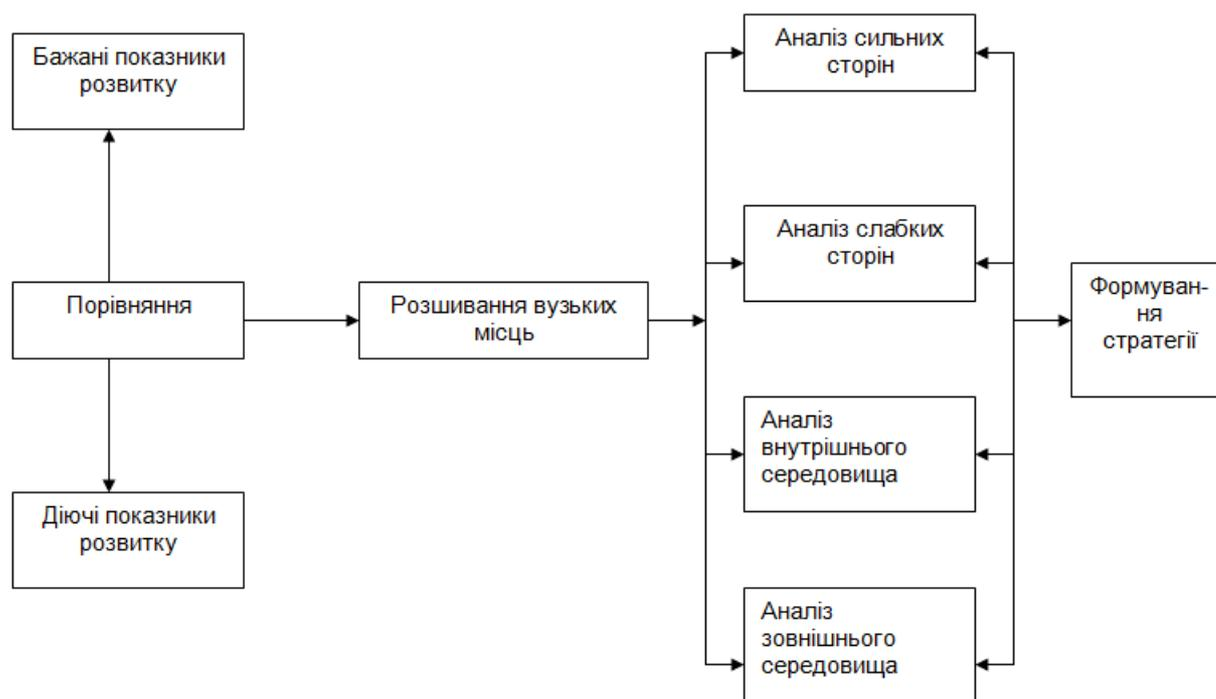 Бажані показники
розвитку
Порівняння
Діючі показники
розвитку
Розшивання вузьких
місць
Аналіз сильних
сторін
Аналіз слабких
сторін
Аналіз
внутрішнього
середовища
Аналіз
зовнішнього
середовища
Формуван-
ня
стратегії